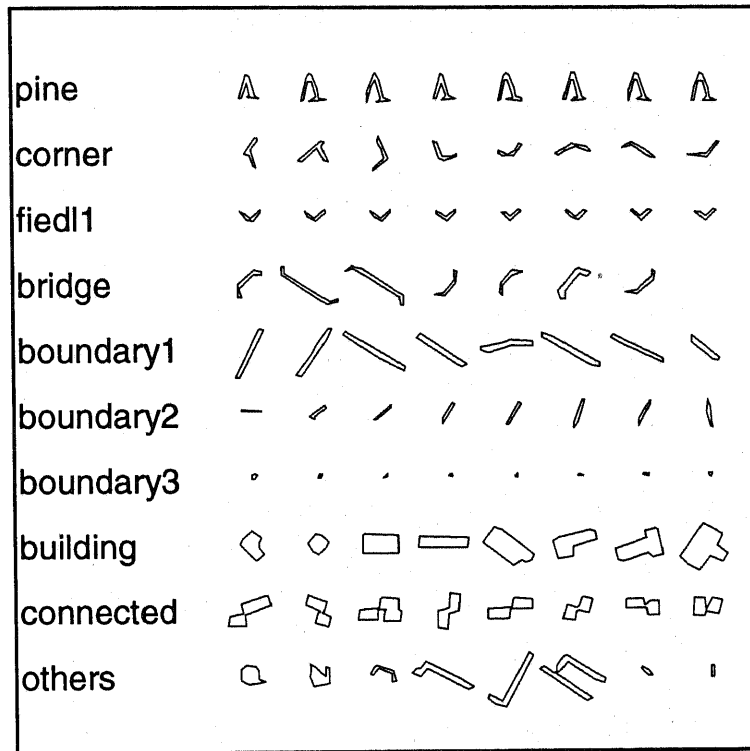 pine
corner
fiedl1
bridge
boundary1
boundary2
boundary3
building
connected
others